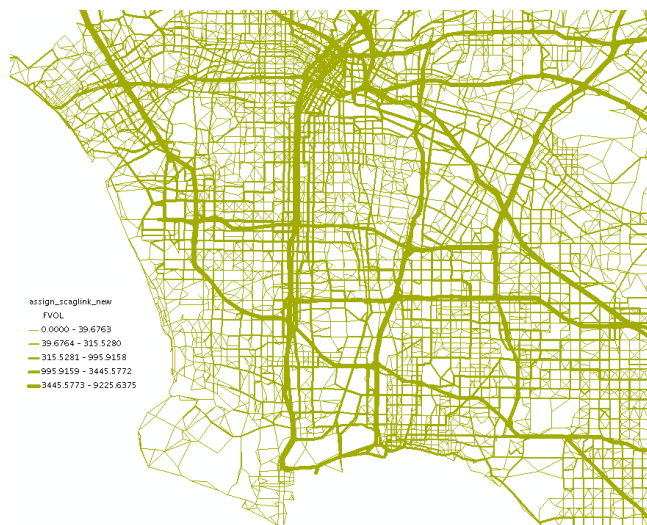 assign_scaglink_new
FVOL
0.0000 - 39.6763
39.6764 - 315.5280
315.5281 - 995.9158
995.9159 - 3445.5772
3445.5773 - 9225.6375